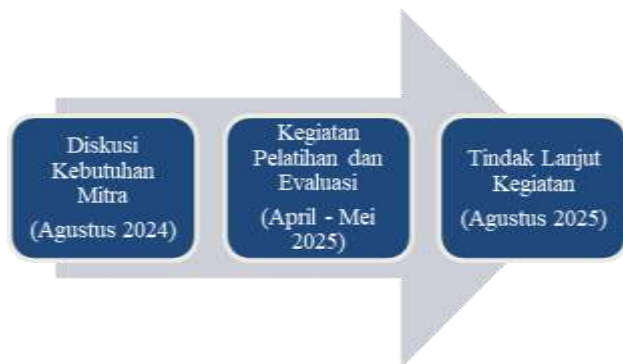 Diskusi
Kebutuhan
Mitra
(Agustus 2024)
Kegiatan
Pelatihan dan
Evaluasi
(April - Mei
2025)
Tindak Lanjut
Kegiatan
(Agustus 2025)